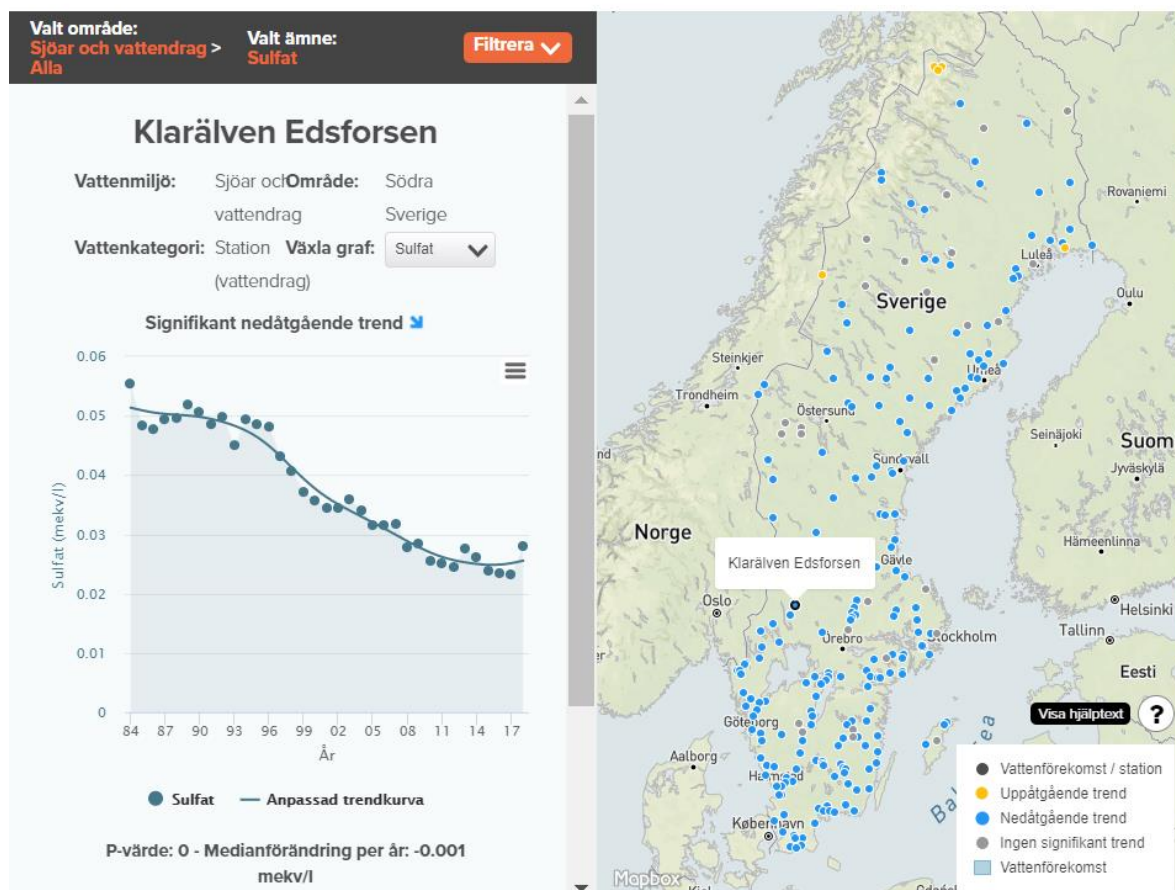 Valt område:
Sjöar och vattendrag >
Alla
Valt ämne:
Sulfat
Filtrera
Klarälven Edsforsen
Vattenmiljö: Sjöar och Område: Södra
vattendrag Sverige
Vattenkategori: Station Växla graf: Sulfat
(vattendrag)
Signifikant nedåtgående trend
0.06
0.05
0.04
0.03
0.02
0.01
0
Sulfat (mekv/l)
84 87 90 93 96 99 02 05 08 11 14 17
År
Sulfat Anpassad trendkurva
P-värde: 0 - Medianförändring per år: -0.001
mekv/l
Rovaniemi
Luleå
Oulu
Sverige
Steinkjer
Trondheim
Umeå
Östersund
Seinäjoki
Suom
Jyväskylä
nd
Sundsvall
Norge
Hämeenlinna
Klarälven Edsforsen
Gävle
Oslo
Helsinki
Tallinn
Örebro
Stockholm
er
Eesti
Visa hjälptext ?
Göteborg
Aalborg
Halmstad
Ba
ea
København
Vattenförekomst / station
Uppåtgående trend
Nedåtgående trend
Ingen signifikant trend
Vattenförekomst
Mapbox
Kiel